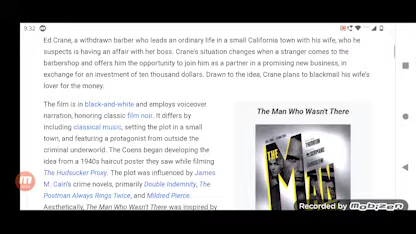 9:32
Ed Crane, a withdrawn barber who leads an ordinary life in a small California town with his wife, who he
suspects is having an affair with her boss. Crane's situation changes when a stranger comes to the
barbershop and offers him the opportunity to join him as a partner in a promising new business, in
exchange for an investment of ten thousand dollars. Drawn to the idea, Crane plans to blackmail his wife's
lover for the money.
The film is in black-and-white and employs voiceover
narration, honoring classic film noir. It differs by
including classical music, setting the plot in a small
town, and featuring a protagonist from outside the
criminal underworld. The Coens began developing the
idea from a 1940s haircut poster they saw while filming
The Hudsucker Proxy. The plot was influenced by James
M. Cain's crime novels, primarily Double Indemnity, The
Postman Always Rings Twice, and Mildred Pierce.
Aesthetically, The Man Who Wasn't There was inspired by
The Man Who Wasn't There
THE
MAN
Recorded by mobizen